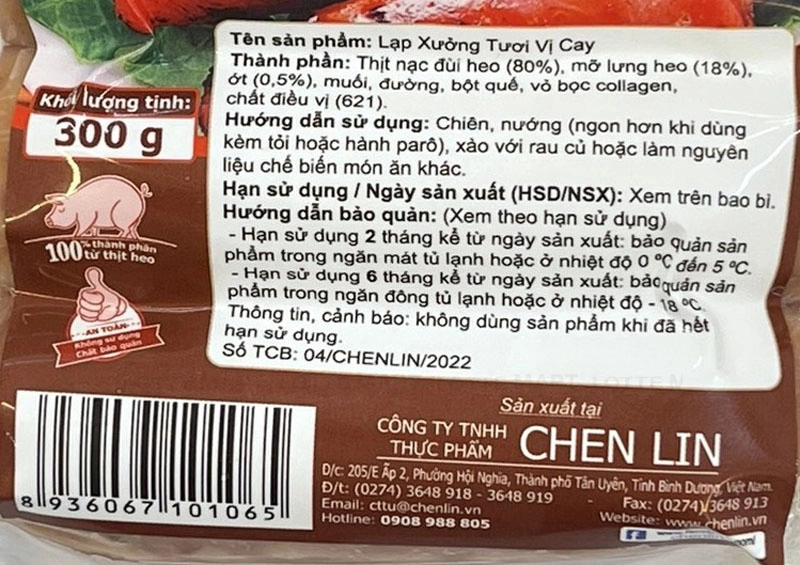 Tên sản phẩm: Lạp Xưởng Tươi Vị Cay
Thành phần: Thịt nạc đùi heo (80%), mỡ lưng heo (18%),
ớt (0,5%), muối, đường, bột quế, vỏ bọc collagen,
chất điều vị (621).
Hướng dẫn sử dụng: Chiên, nướng (ngon hơn khi dùng
kèm tỏi hoặc hành parô), xào với rau củ hoặc làm nguyên
liệu chế biến món ăn khác.
Hạn sử dụng / Ngày sản xuất (HSD/NSX): Xem trên bao bì.
Hướng dẫn bảo quản: (Xem theo hạn sử dụng)
- Hạn sử dụng 2 tháng kể từ ngày sản xuất: bảo quản sản
phẩm trong ngăn mát tủ lạnh hoặc ở nhiệt độ 0 °C đến 5 °C.
- Hạn sử dụng 6 tháng kể từ ngày sản xuất: bảo quản sản
phẩm trong ngăn đông tủ lạnh hoặc ở nhiệt độ - 18 °C.
Thông tin, cảnh báo: không dùng sản phẩm khi đã hết
hạn sử dụng.
Số TCB: 04/CHENLIN/2022
Khối lượng tịnh:
300 g
100% thành phần
từ thịt heo
AN TOÀN
Không sử dụng
Chất bảo quản
8 936067 101065
Sản xuất tại
CÔNG TY TNHH
THỰC PHẨM CHEN LIN
Đ/c: 205/E Ấp 2, Phường Hội Nghĩa, Thành phố Tân Uyên, Tỉnh Bình Dương, Việt Nam.
Đ/t: (0274) 3648 918 - 3648 919 - Fax: (0274) 3648 913
Email: cttu@chenlin.vn Website: www.chenlin.vn
Hotline: 0908 988 805